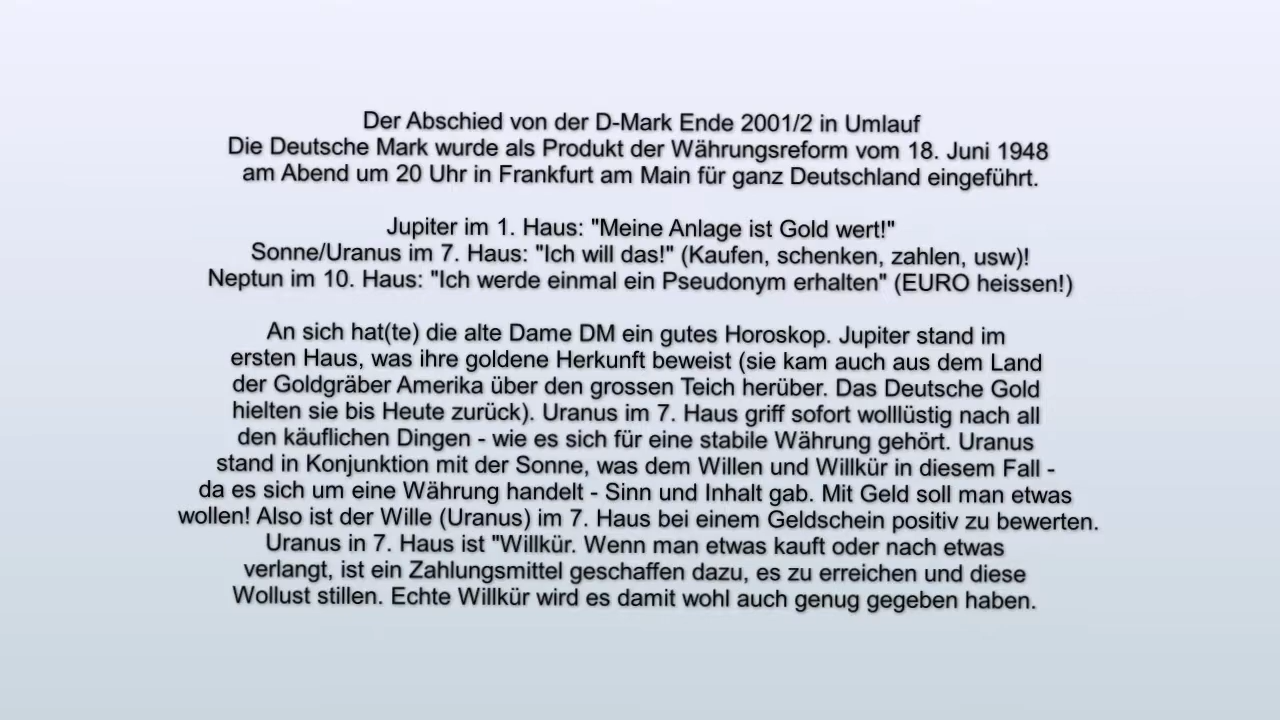 Der Abschied von der D-Mark Ende 2001/2 in Umlauf
Die Deutsche Mark wurde als Produkt der Währungsreform vom 18. Juni 1948
am Abend um 20 Uhr in Frankfurt am Main für ganz Deutschland eingeführt.
Jupiter im 1. Haus: "Meine Anlage ist Gold wert!"
Sonne/Uranus im 7. Haus: "Ich will das!" (Kaufen, schenken, zahlen, usw)!
Neptun im 10. Haus: "Ich werde einmal ein Pseudonym erhalten" (EURO heissen!)
An sich hat(te) die alte Dame DM ein gutes Horoskop. Jupiter stand im
ersten Haus, was ihre goldene Herkunft beweist (sie kam auch aus dem Land
der Goldgräber Amerika über den grossen Teich herüber. Das Deutsche Gold
hielten sie bis Heute zurück). Uranus im 7. Haus griff sofort wolllüstig nach all
den käuflichen Dingen - wie es sich für eine stabile Währung gehört. Uranus
stand in Konjunktion mit der Sonne, was dem Willen und Willkür in diesem Fall -
da es sich um eine Währung handelt - Sinn und Inhalt gab. Mit Geld soll man etwas
wollen! Also ist der Wille (Uranus) im 7. Haus bei einem Geldschein positiv zu bewerten.
Uranus in 7. Haus ist "Willkür. Wenn man etwas kauft oder nach etwas
verlangt, ist ein Zahlungsmittel geschaffen dazu, es zu erreichen und diese
Wollust stillen. Echte Willkür wird es damit wohl auch genug gegeben haben.